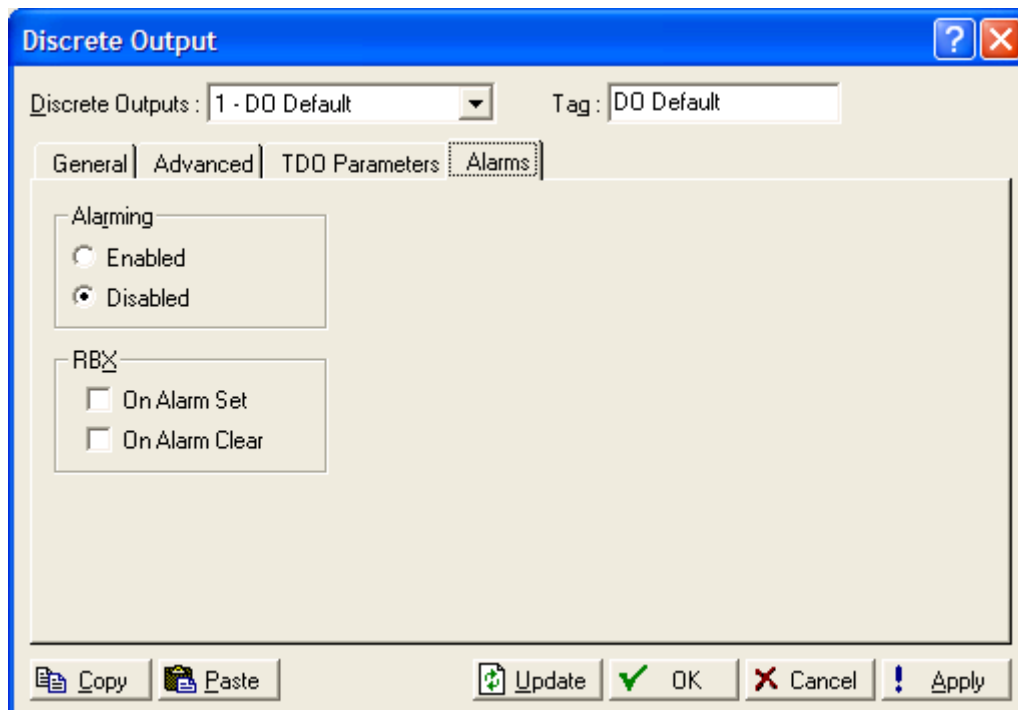 Discrete Output
Discrete Outputs : 1 - DO Default Tag : DO Default
General Advanced TDO Parameters Alarms
Alarming
Enabled
Disabled
RBX
On Alarm Set
On Alarm Clear
Copy Paste Update OK Cancel ! Apply